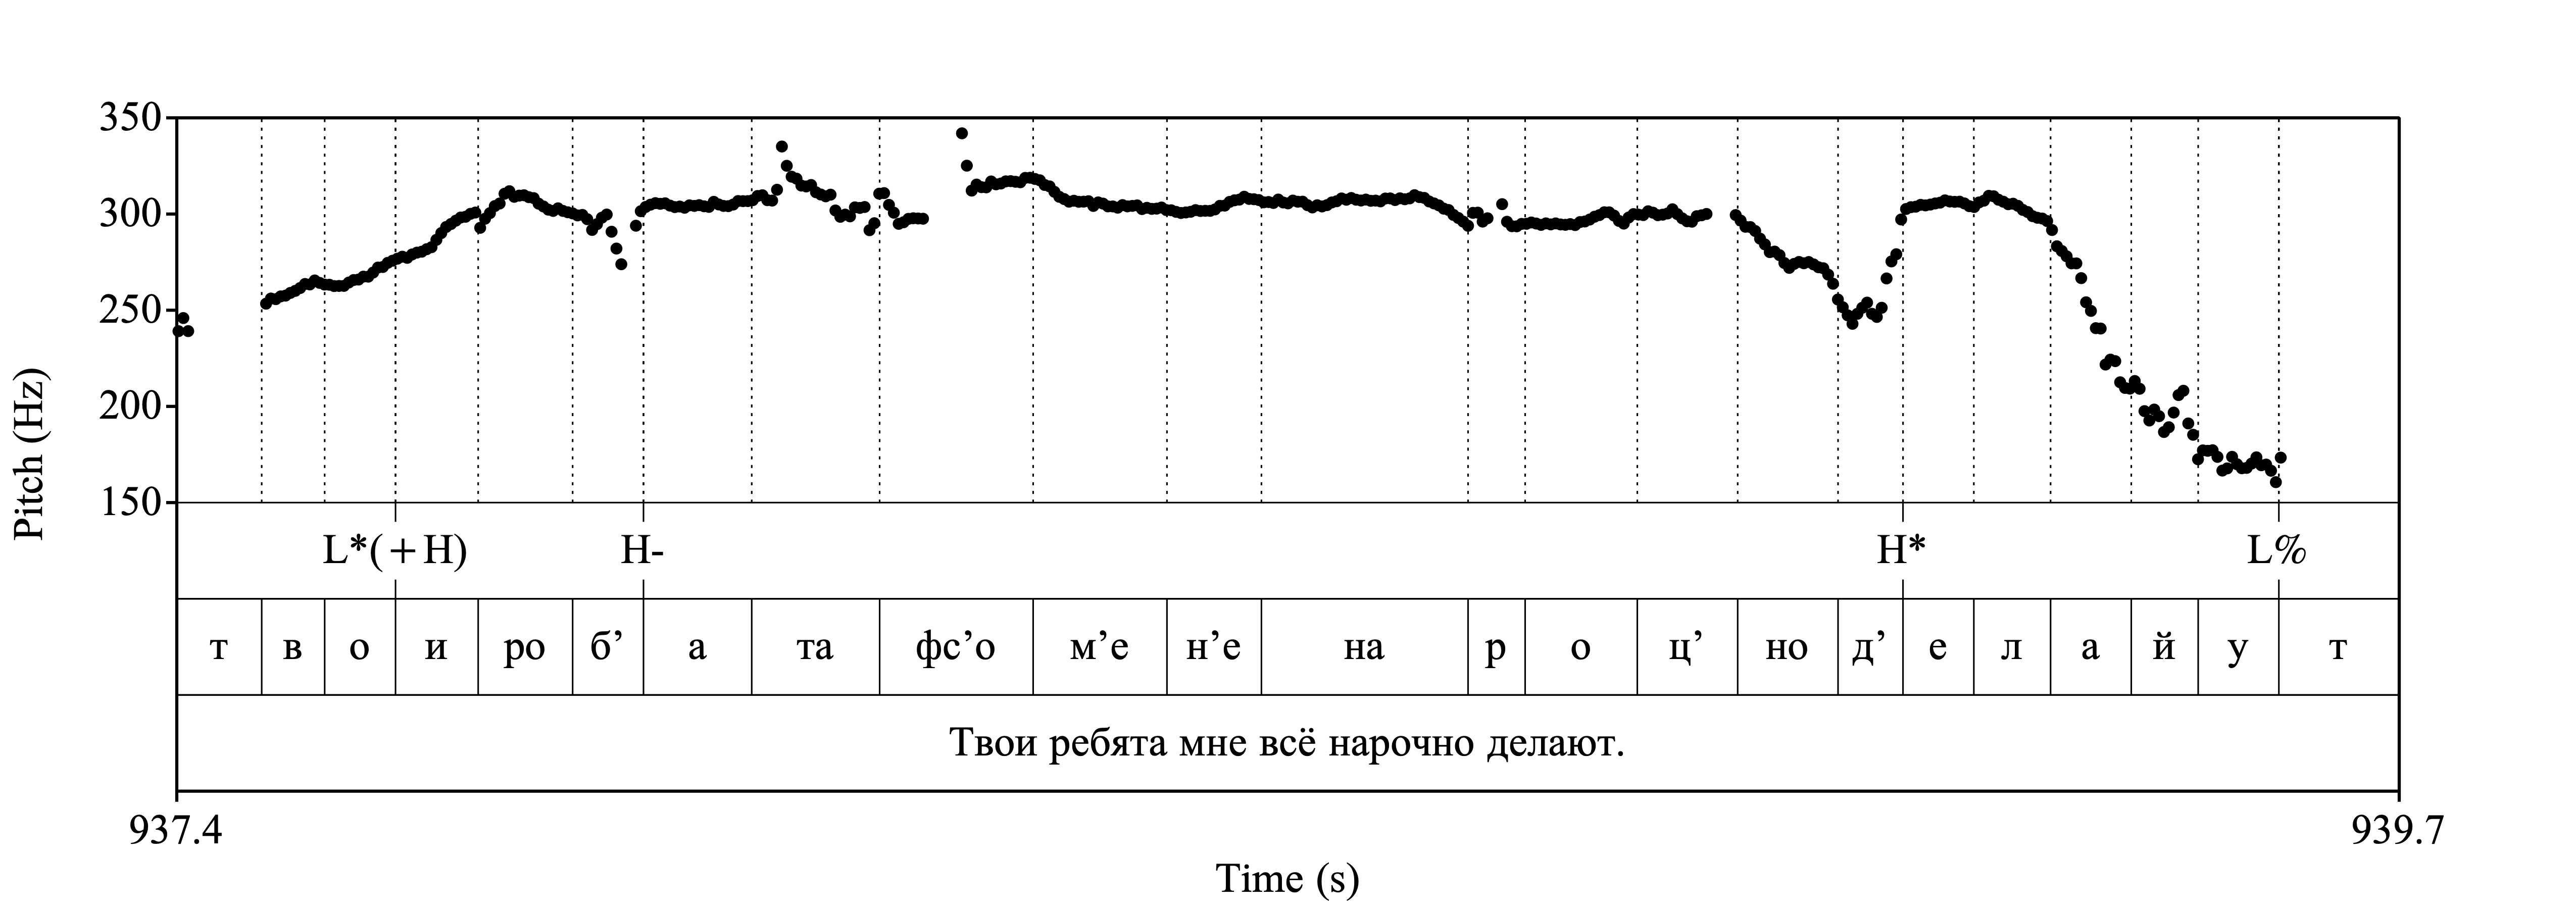 350
300
250
200
150
Pitch (Hz)
L*(+H) H- H* L%
т в о и ро б’ а та фс’о м’е н’е на р о ц’ но д’ е л а й у т
Твои ребята мне всё нарочно делают.
937.4 939.7
Time (s)